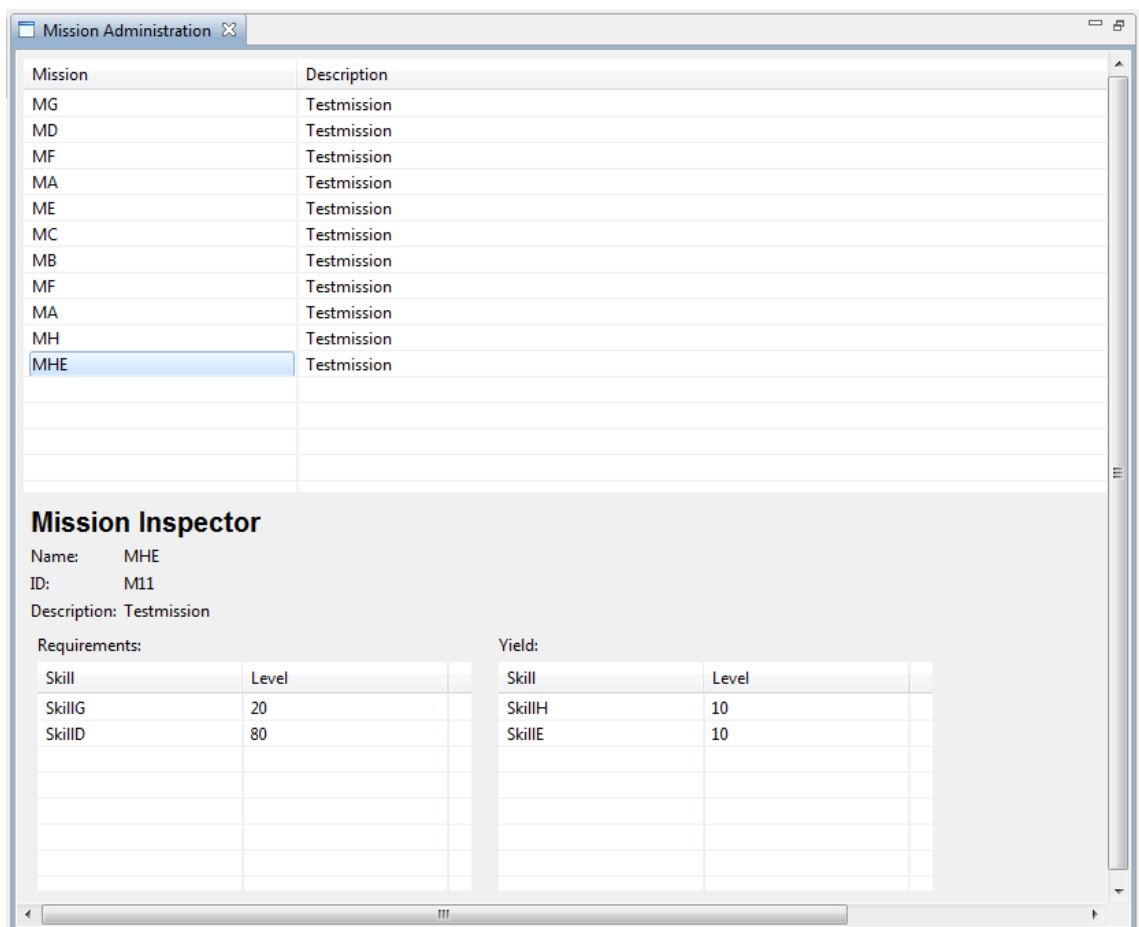 Mission Administration
Mission Description
MG Testmission
MD Testmission
MF Testmission
MA Testmission
ME Testmission
MC Testmission
MB Testmission
MF Testmission
MA Testmission
MH Testmission
MHE Testmission
Mission Inspector
Name: MHE
ID: M11
Description: Testmission
Requirements: Yield:
Skill Level Skill Level
SkillG 20 SkillH 10
SkillD 80 SkillE 10